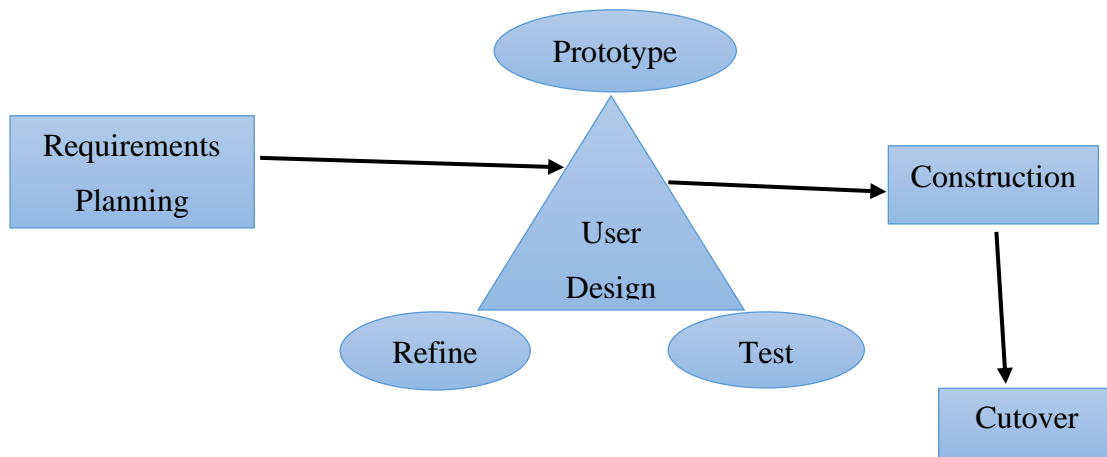 Prototype
Requirements
Planning
Construction
User
Design
Refine
Test
Cutover